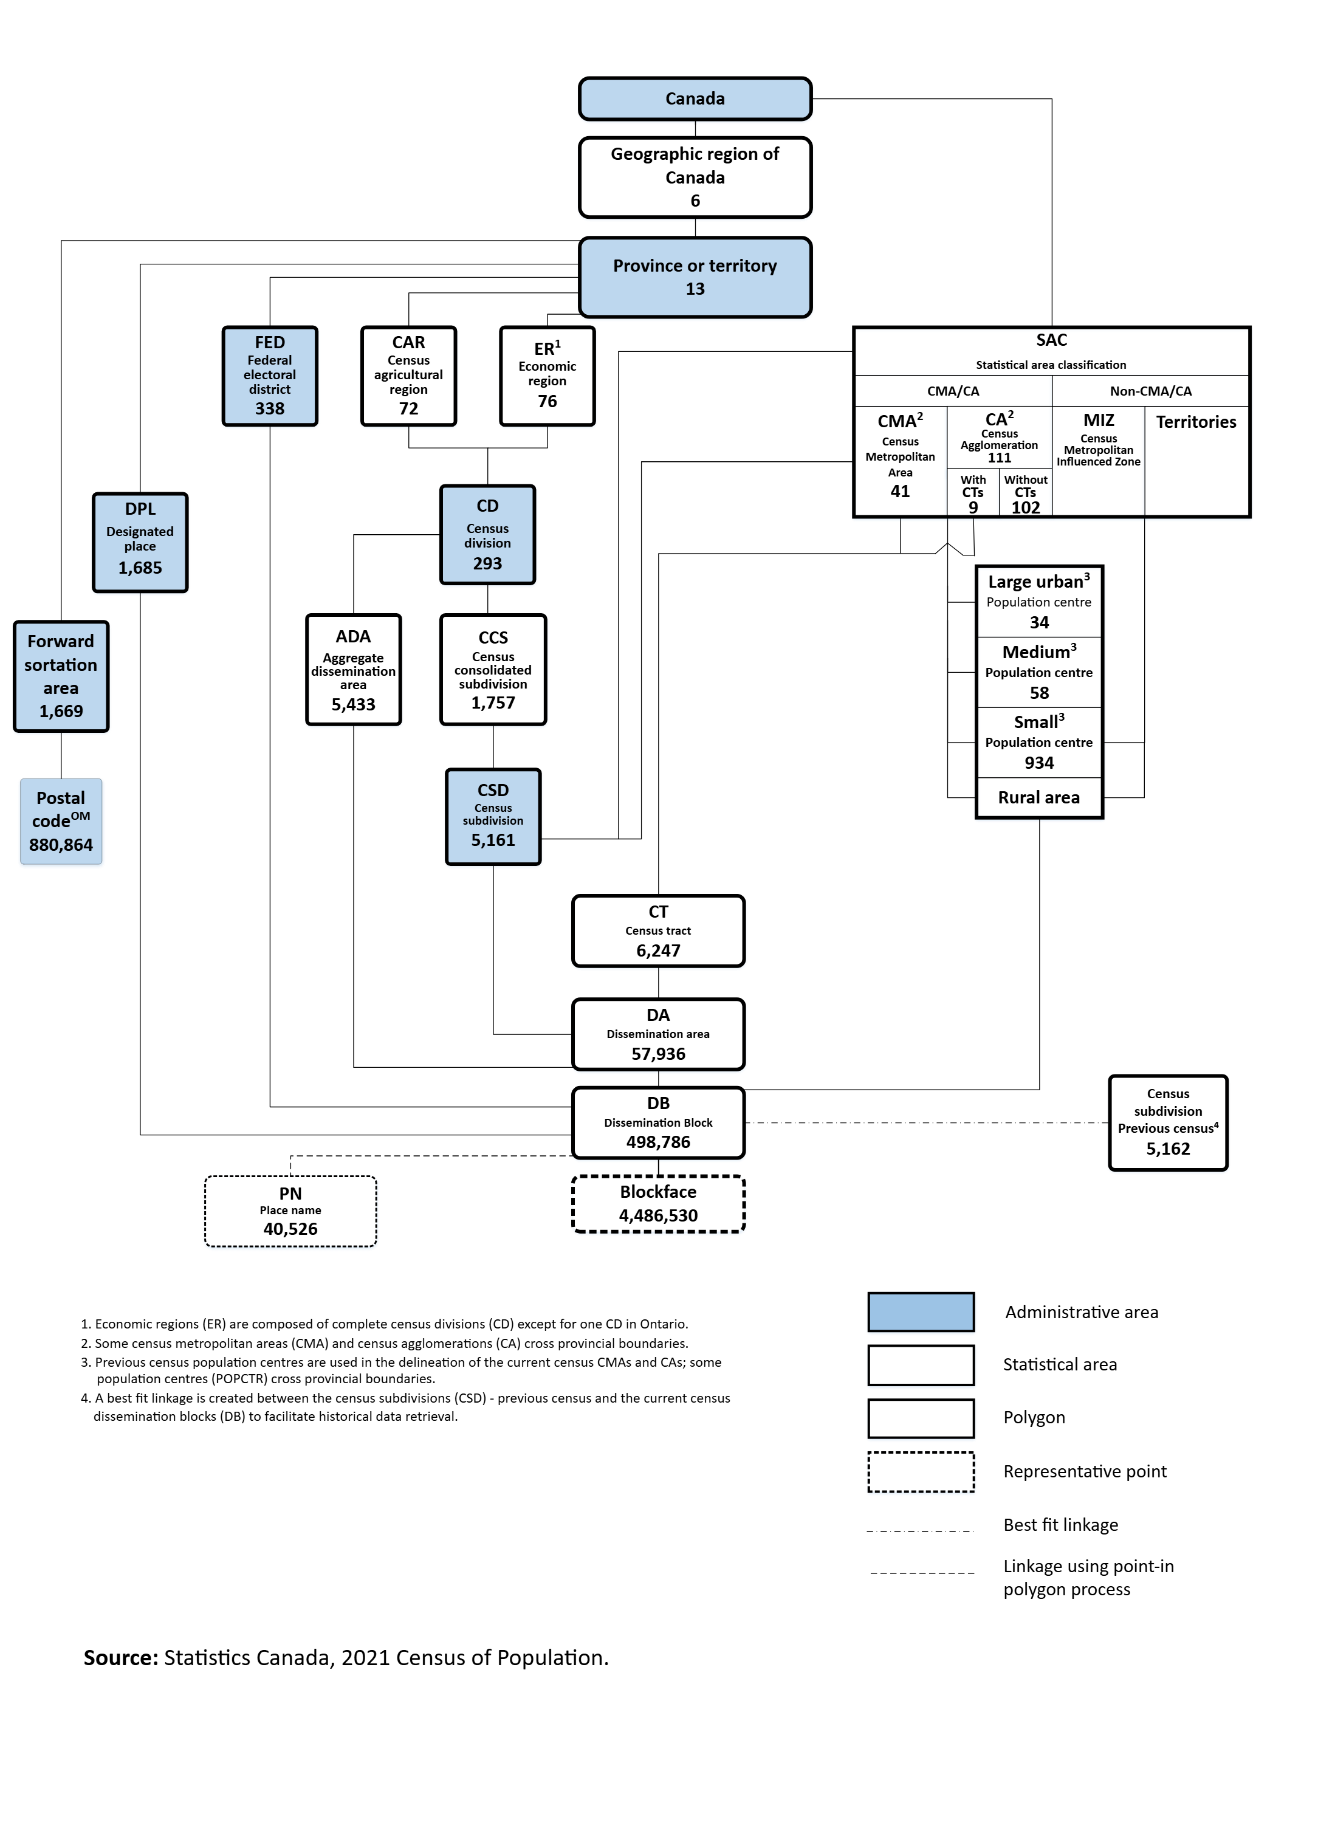 Canada
Geographic region of
Canada
6
Province or territory
13
FED
Federal
electoral
district
338
CAR
Census
agricultural
region
72
ER¹
Economic
region
76
SAC
Statistical area classification
CMA/CA
Non-CMA/CA
CMA²
Census
Metropolitan
Area
41
CA²
Census
Agglomeration
111
With
CTs
9
Without
CTs
102
MIZ
Census
Metropolitan
Influenced Zone
Territories
DPL
Designated
place
1,685
CD
Census
division
293
Large urban³
Population centre
34
Medium³
Population centre
58
Small³
Population centre
934
Rural area
Forward
sortation
area
1,669
ADA
Aggregate
dissemination
area
5,433
CCS
Census
consolidated
subdivision
1,757
Postal
codeᴼᴹ
880,864
CSD
Census
subdivision
5,161
CT
Census tract
6,247
DA
Dissemination area
57,936
DB
Dissemination Block
498,786
Census
subdivision
Previous census⁴
5,162
PN
Place name
40,526
Blockface
4,486,530
1. Economic regions (ER) are composed of complete census divisions (CD) except for one CD in Ontario.
2. Some census metropolitan areas (CMA) and census agglomerations (CA) cross provincial boundaries.
3. Previous census population centres are used in the delineation of the current census CMAs and CAs; some
population centres (POPCTR) cross provincial boundaries.
4. A best fit linkage is created between the census subdivisions (CSD) - previous census and the current census
dissemination blocks (DB) to facilitate historical data retrieval.
Administrative area
Statistical area
Polygon
Representative point
Best fit linkage
Linkage using point-in
polygon process
Source: Statistics Canada, 2021 Census of Population.